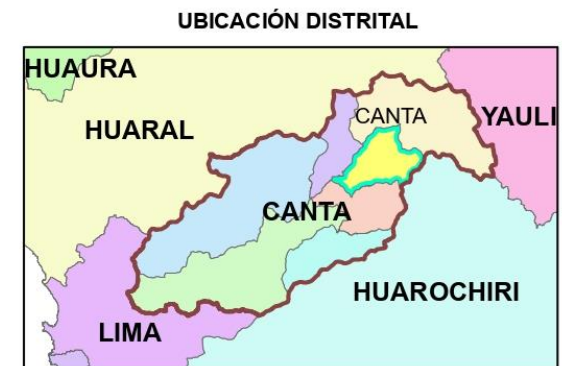 UBICACIÓN DISTRITAL
HUAURA
HUARAL
CANTA
YAULI
CANTA
HUAROCHIRI
LIMA